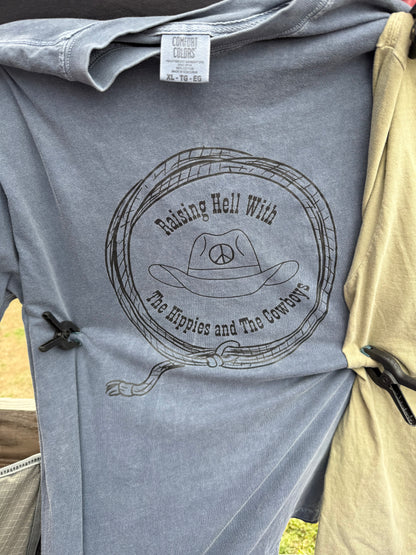 COMFORT
COLORS
XL - TG - EG
Raising Hell With
The Hippies and The Cowboys